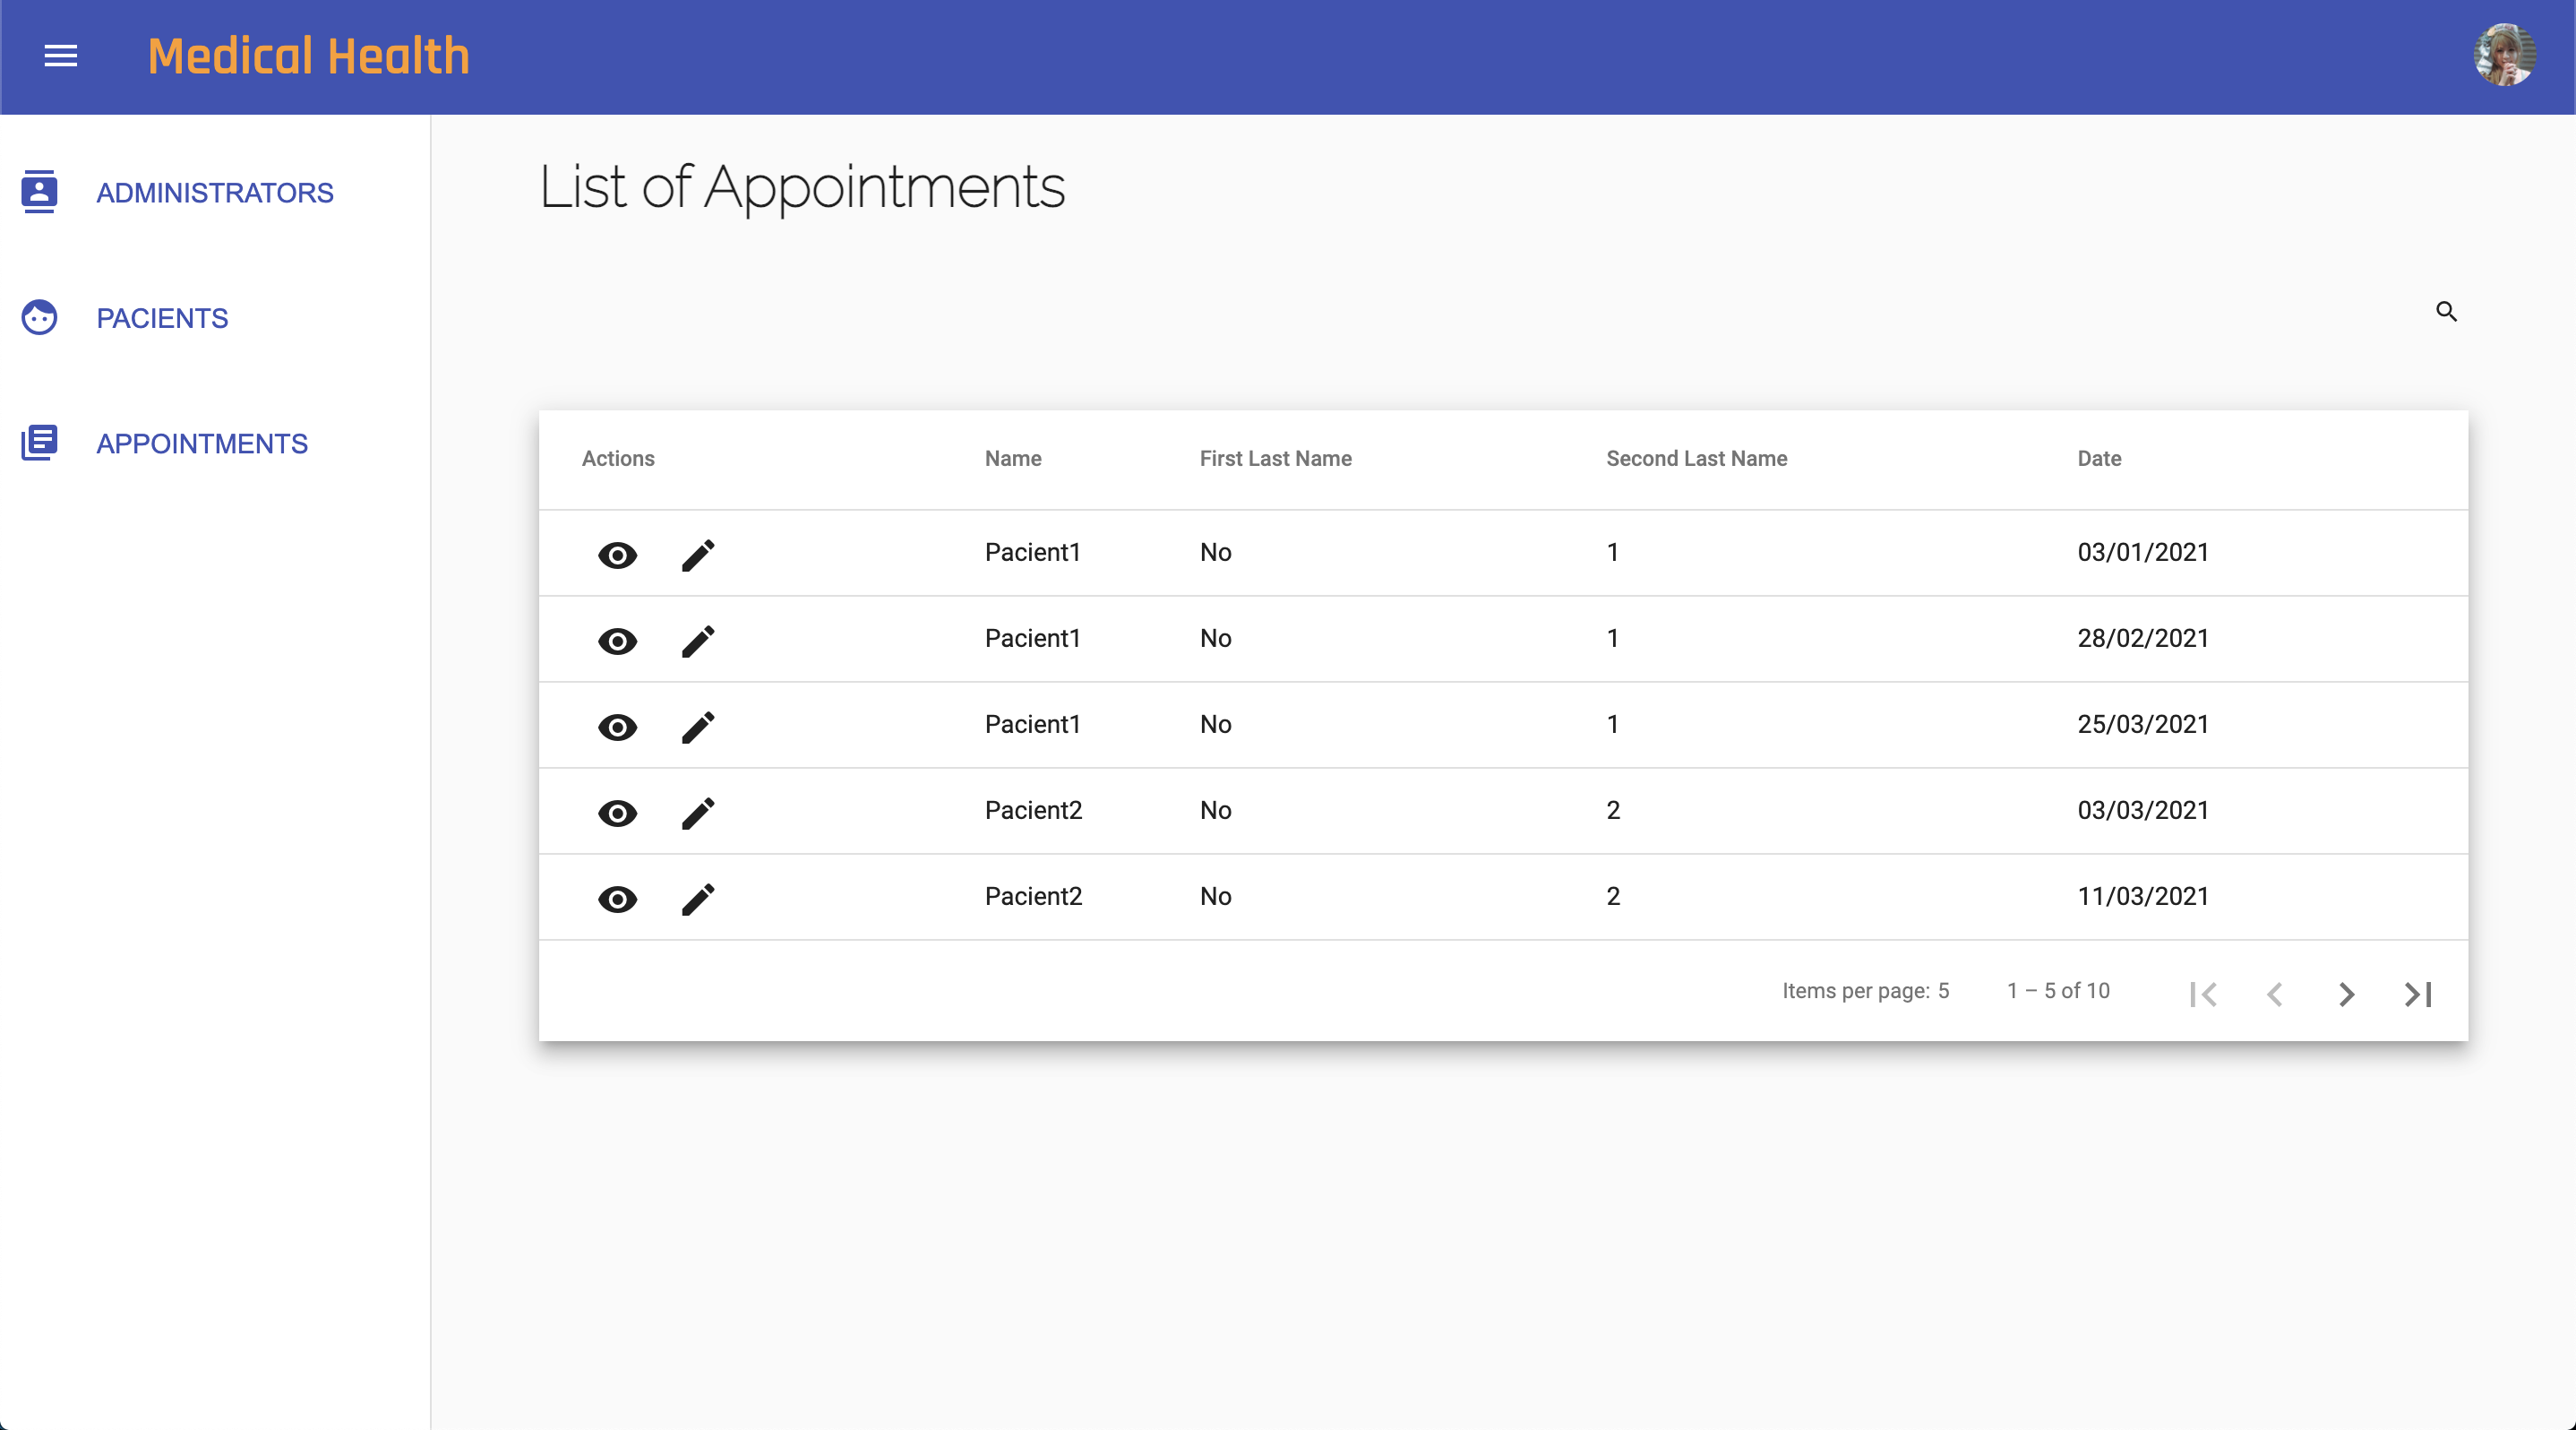 Medical Health
ADMINISTRATORS
PACIENTS
APPOINTMENTS
List of Appointments
Actions Name First Last Name Second Last Name Date
Pacient1 No 1 03/01/2021
Pacient1 No 1 28/02/2021
Pacient1 No 1 25/03/2021
Pacient2 No 2 03/03/2021
Pacient2 No 2 11/03/2021
Items per page: 5 1 – 5 of 10